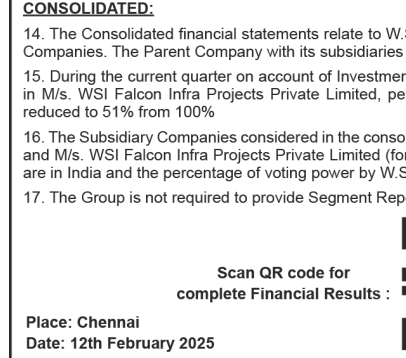 CONSOLIDATED:
14. The Consolidated financial statements relate to W.S
Companies. The Parent Company with its subsidiaries
15. During the current quarter on account of Investmen
in M/s. WSI Falcon Infra Projects Private Limited, pe
reduced to 51% from 100%
16. The Subsidiary Companies considered in the conso
and M/s. WSI Falcon Infra Projects Private Limited (fo
are in India and the percentage of voting power by W.S
17. The Group is not required to provide Segment Rep
Scan QR code for
complete Financial Results :
Place: Chennai
Date: 12th February 2025